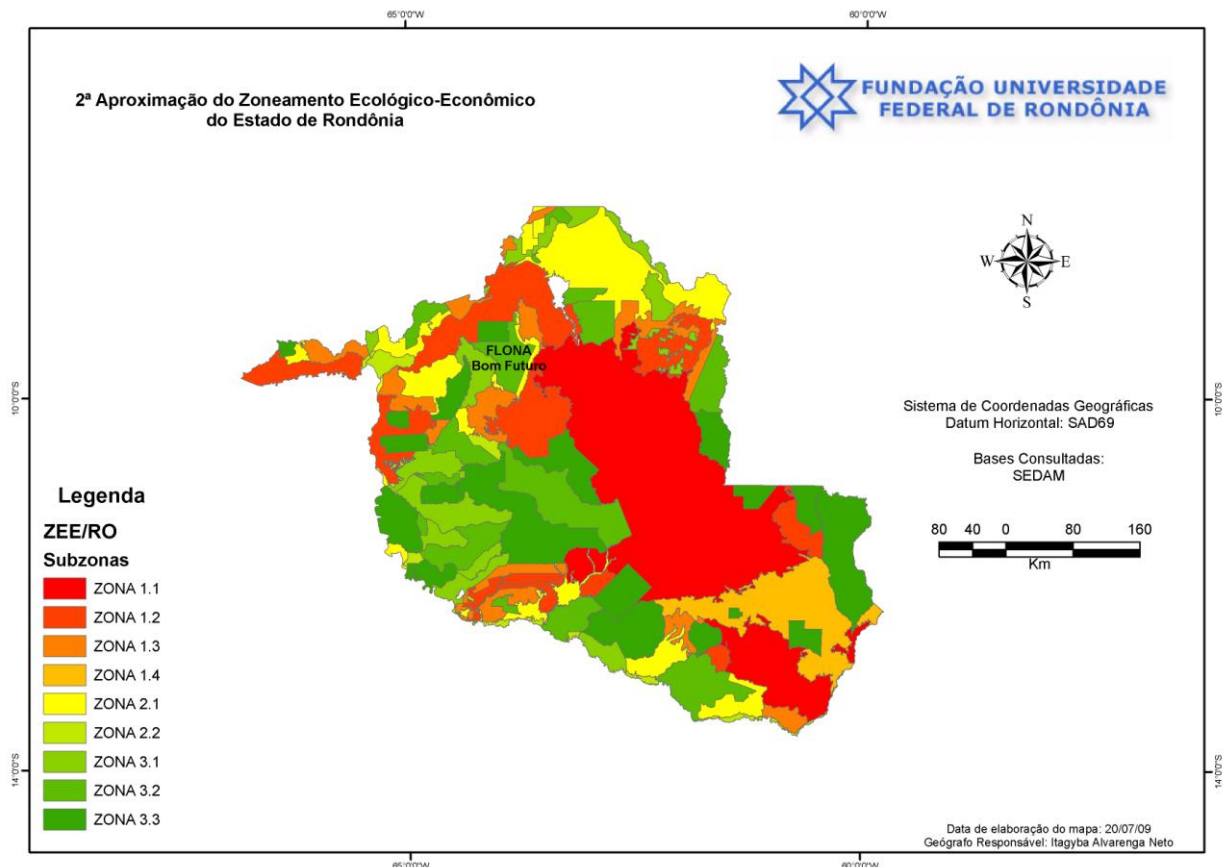 65°0'0"W
60°0'0"W
2ª Aproximação do Zoneamento Ecológico-Econômico
do Estado de Rondônia
FUNDAÇÃO UNIVERSIDADE
FEDERAL DE RONDÔNIA
N
W
E
S
FLONA
Bom Futuro
10°0'0"S
10°0'0"S
Sistema de Coordenadas Geográficas
Datum Horizontal: SAD69
Bases Consultadas:
SEDAM
80 40 0 80 160
Km
Legenda
ZEE/RO
Subzonas
ZONA 1.1
ZONA 1.2
ZONA 1.3
ZONA 1.4
ZONA 2.1
ZONA 2.2
ZONA 3.1
ZONA 3.2
ZONA 3.3
14°0'0"S
14°0'0"S
Data de elaboração do mapa: 20/07/09
Geógrafo Responsável: Itagyba Alvarenga Neto
65°0'0"W
60°0'0"W